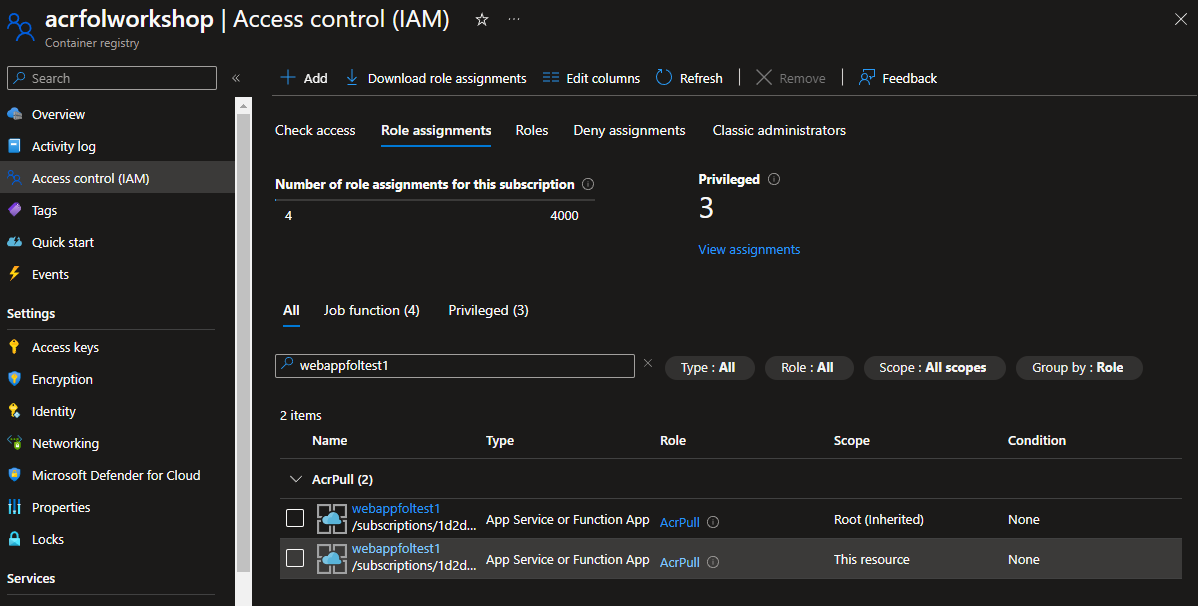 acrfolworkshop | Access control (IAM) ☆ ···
Container registry
Search
«
Overview
Activity log
Access control (IAM)
Tags
Quick start
Events
Settings
Access keys
Encryption
Identity
Networking
Microsoft Defender for Cloud
Properties
Locks
Services
Add Download role assignments Edit columns Refresh Remove Feedback
Check access Role assignments Roles Deny assignments Classic administrators
Number of role assignments for this subscription
4 4000
Privileged
3
View assignments
All Job function (4) Privileged (3)
webappfoltest1
Type : All Role : All Scope : All scopes Group by : Role
2 items
Name Type Role Scope Condition
AcrPull (2)
webappfoltest1
/subscriptions/1d2d... App Service or Function App AcrPull Root (Inherited) None
webappfoltest1
/subscriptions/1d2d... App Service or Function App AcrPull This resource None